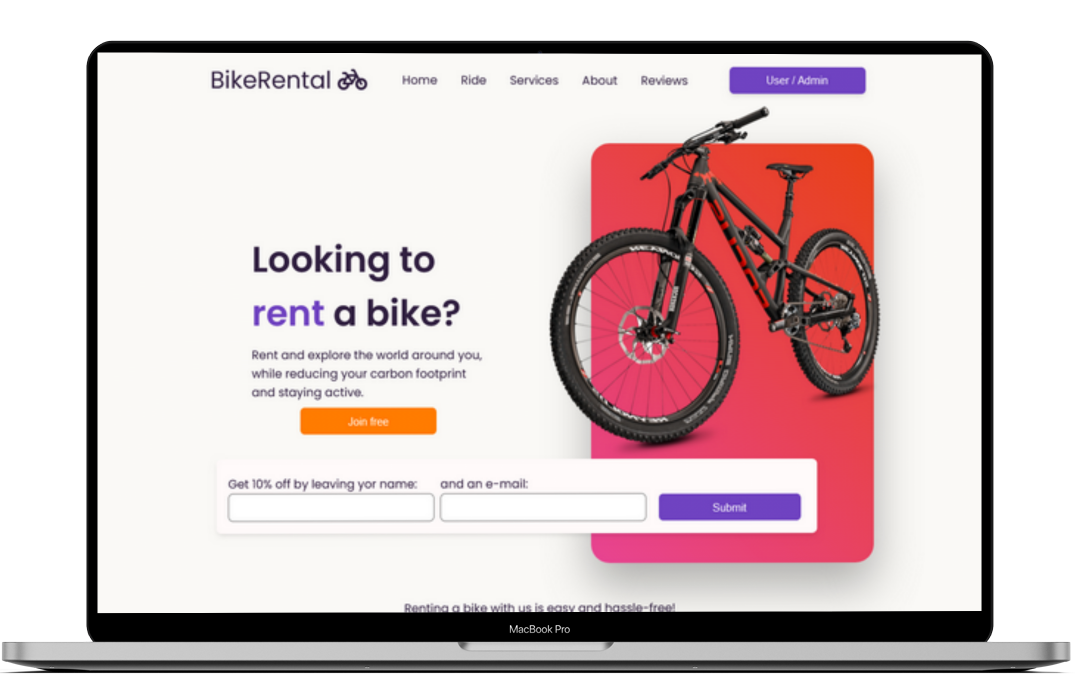 BikeRental
Home Ride Services About Reviews User / Admin
Looking to
rent a bike?
Rent and explore the world around you,
while reducing your carbon footprint
and staying active.
Join free
Get 10% off by leaving yor name: and an e-mail:
Submit
Renting a bike with us is easy and hassle-free!
MacBook Pro